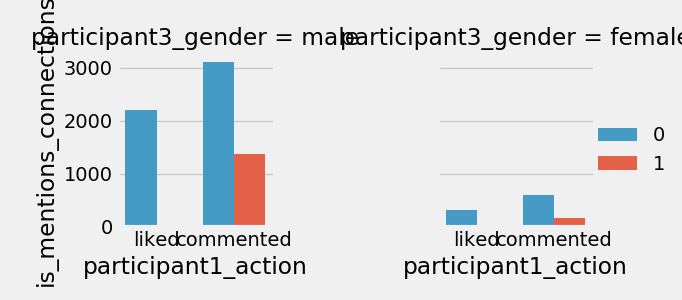 participant3_gender = male
participant3_gender = female
is_mentions_connections
3000
2000
1000
0
liked
commented
liked
commented
participant1_action
participant1_action
0
1